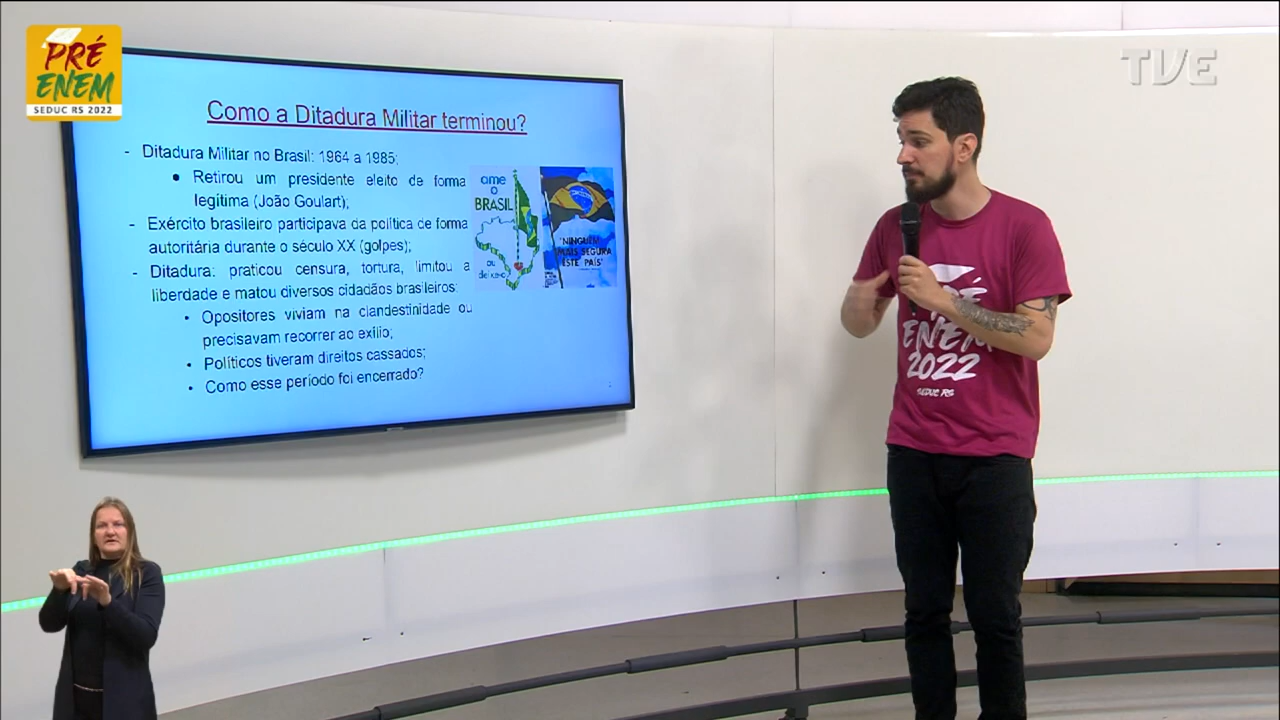 PRÉ
ENEM
SEDUC RS 2022
TVE
Como a Ditadura Militar terminou?
- Ditadura Militar no Brasil: 1964 a 1985;
• Retirou um presidente eleito de forma
legítima (João Goulart);
- Exército brasileiro participava da política de forma
autoritária durante o século XX (golpes);
- Ditadura: praticou censura, tortura, limitou a
liberdade e matou diversos cidadãos brasileiros:
• Opositores viviam na clandestinidade ou
precisavam recorrer ao exílio;
• Políticos tiveram direitos cassados;
• Como esse período foi encerrado?
ame
o
BRASIL
ou
deixe-o
"NINGUÉM
MAIS SEGURA
ESTE PAÍS"
ENEM
2022
SEDUC RS